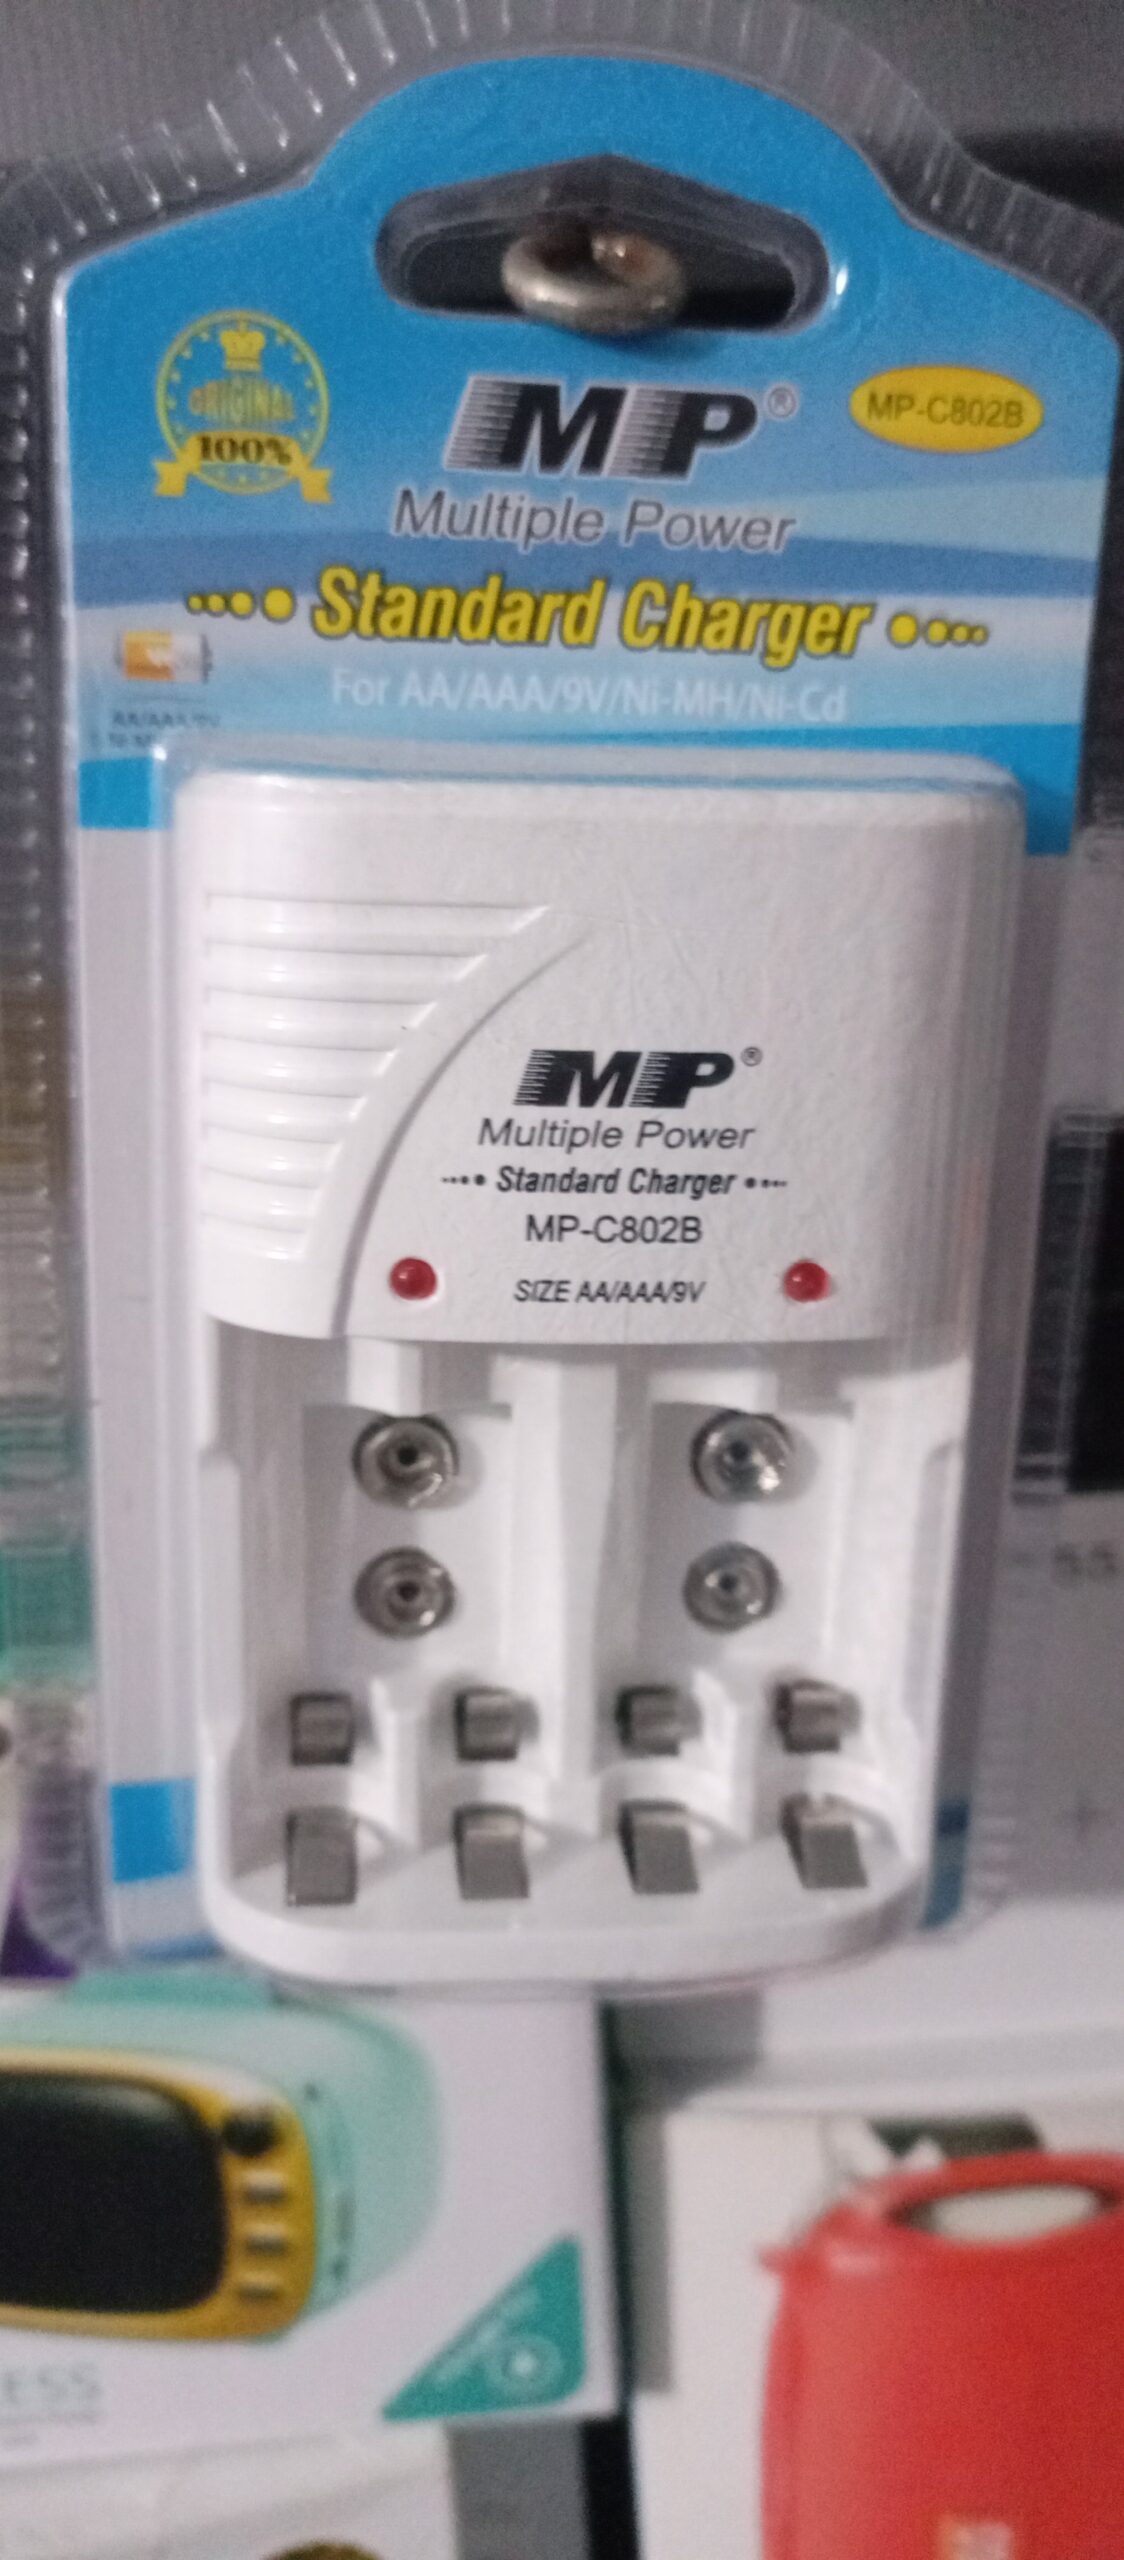 ORIGINAL
100%
MP®
MP-C802B
Multiple Power
Standard Charger
For AA/AAA/9V/Ni-MH/Ni-Cd
MP®
Multiple Power
Standard Charger
MP-C802B
SIZE AA/AAA/9V